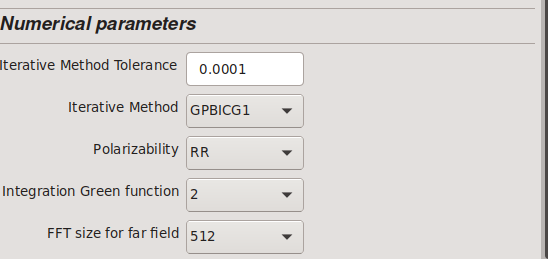 Numerical parameters
Iterative Method Tolerance 0.0001
Iterative Method GPBICG1
Polarizability RR
Integration Green function 2
FFT size for far field 512